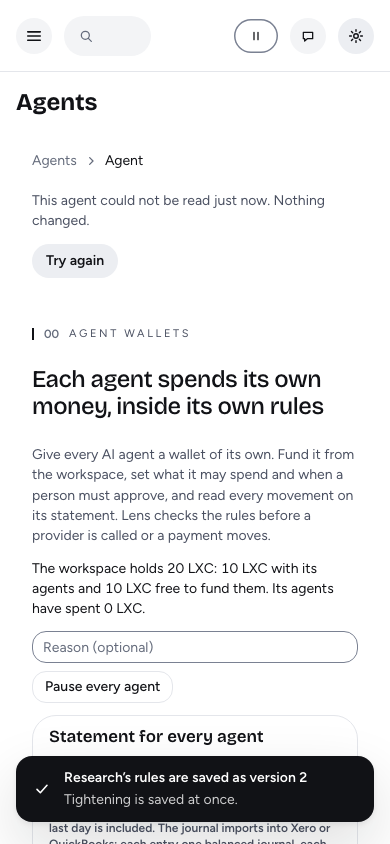 Agents
Agents > Agent
This agent could not be read just now. Nothing
changed.
Try again
00 AGENT WALLETS
Each agent spends its own
money, inside its own rules
Give every AI agent a wallet of its own. Fund it from
the workspace, set what it may spend and when a
person must approve, and read every movement on
its statement. Lens checks the rules before a
provider is called or a payment moves.
The workspace holds 20 LXC: 10 LXC with its
agents and 10 LXC free to fund them. Its agents
have spent 0 LXC.
Reason (optional)
Pause every agent
Statement for every agent
Research’s rules are saved as version 2
Tightening is saved at once.
last day is included. The journal imports into Xero or
QuickBooks: each entry one balanced journal, each